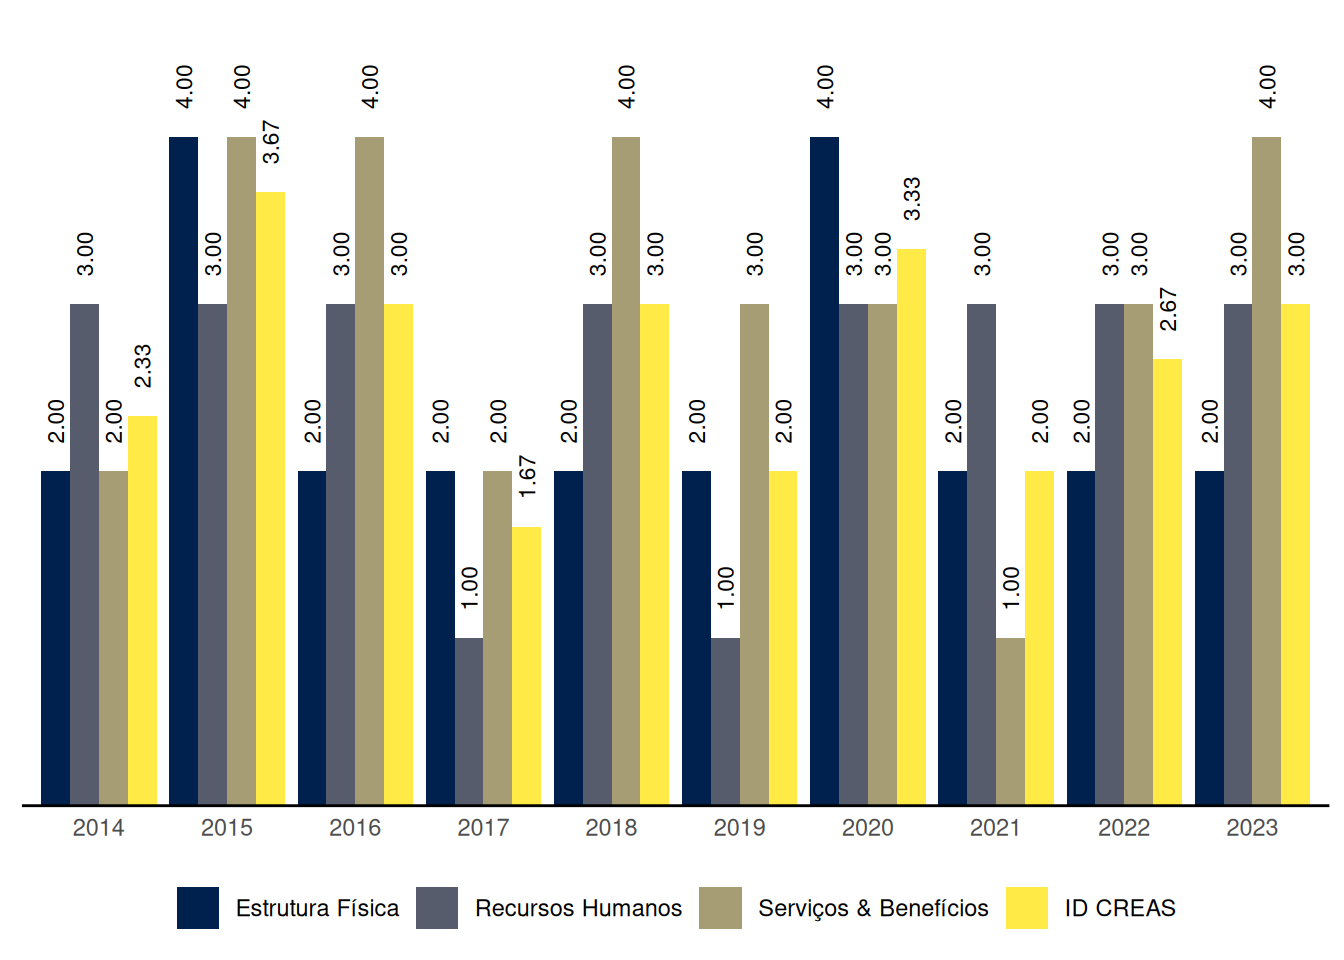 4.00 4.00 4.00 4.00 4.00 4.00
3.67
3.33
3.00 3.00 3.00 3.00 3.00 3.00 3.00 3.00 3.00 3.00 3.00 3.00 3.00 3.00
2.67
2.33
2.00 2.00 2.00 2.00 2.00 2.00 2.00 2.00 2.00 2.00 2.00 2.00
1.67
1.00 1.00 1.00
2014 2015 2016 2017 2018 2019 2020 2021 2022 2023
Estrutura Física Recursos Humanos Serviços & Benefícios ID CREAS